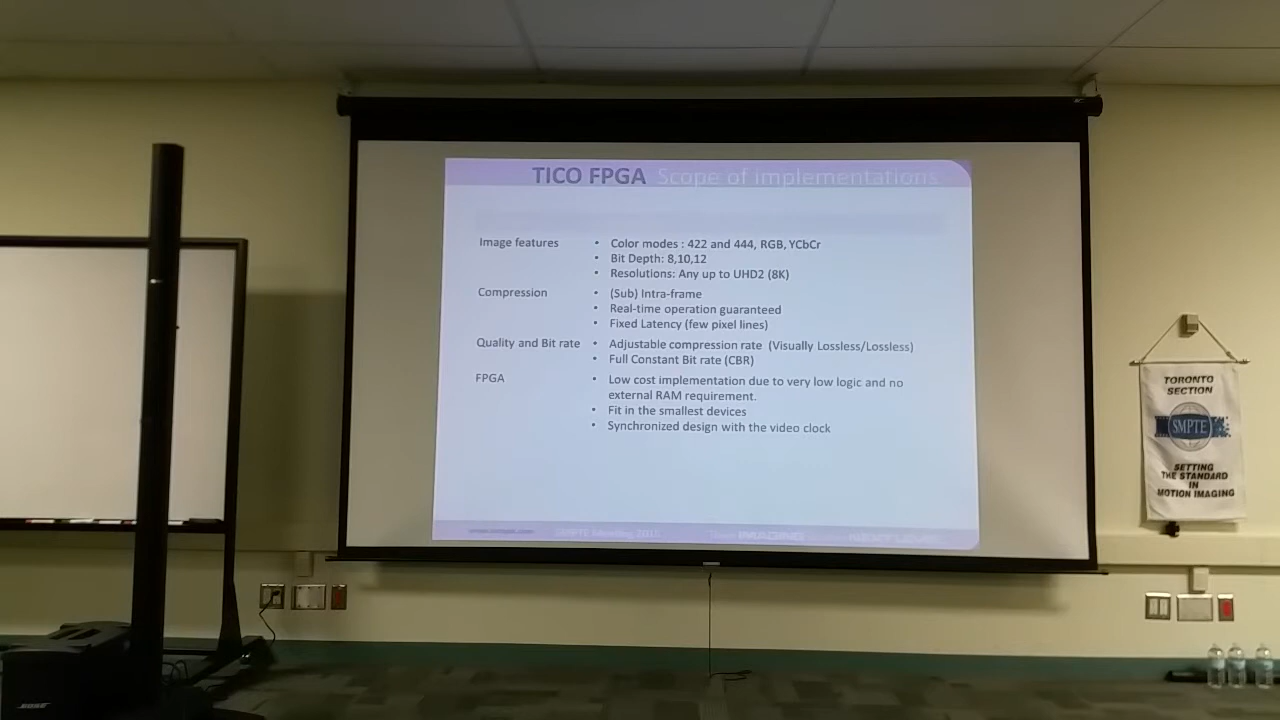 TICO FPGA Scope of implementations
Image features
• Color modes : 422 and 444, RGB, YCbCr
• Bit Depth: 8,10,12
• Resolutions: Any up to UHD2 (8K)
Compression
• (Sub) Intra-frame
• Real-time operation guaranteed
• Fixed Latency (few pixel lines)
Quality and Bit rate
• Adjustable compression rate (Visually Lossless/Lossless)
• Full Constant Bit rate (CBR)
FPGA
• Low cost implementation due to very low logic and no
external RAM requirement.
• Fit in the smallest devices
• Synchronized design with the video clock
SMPTE Meeting
IMAGING
TORONTO
SECTION
SMPTE
SETTING
THE STANDARD
IN
MOTION IMAGING
BOSE